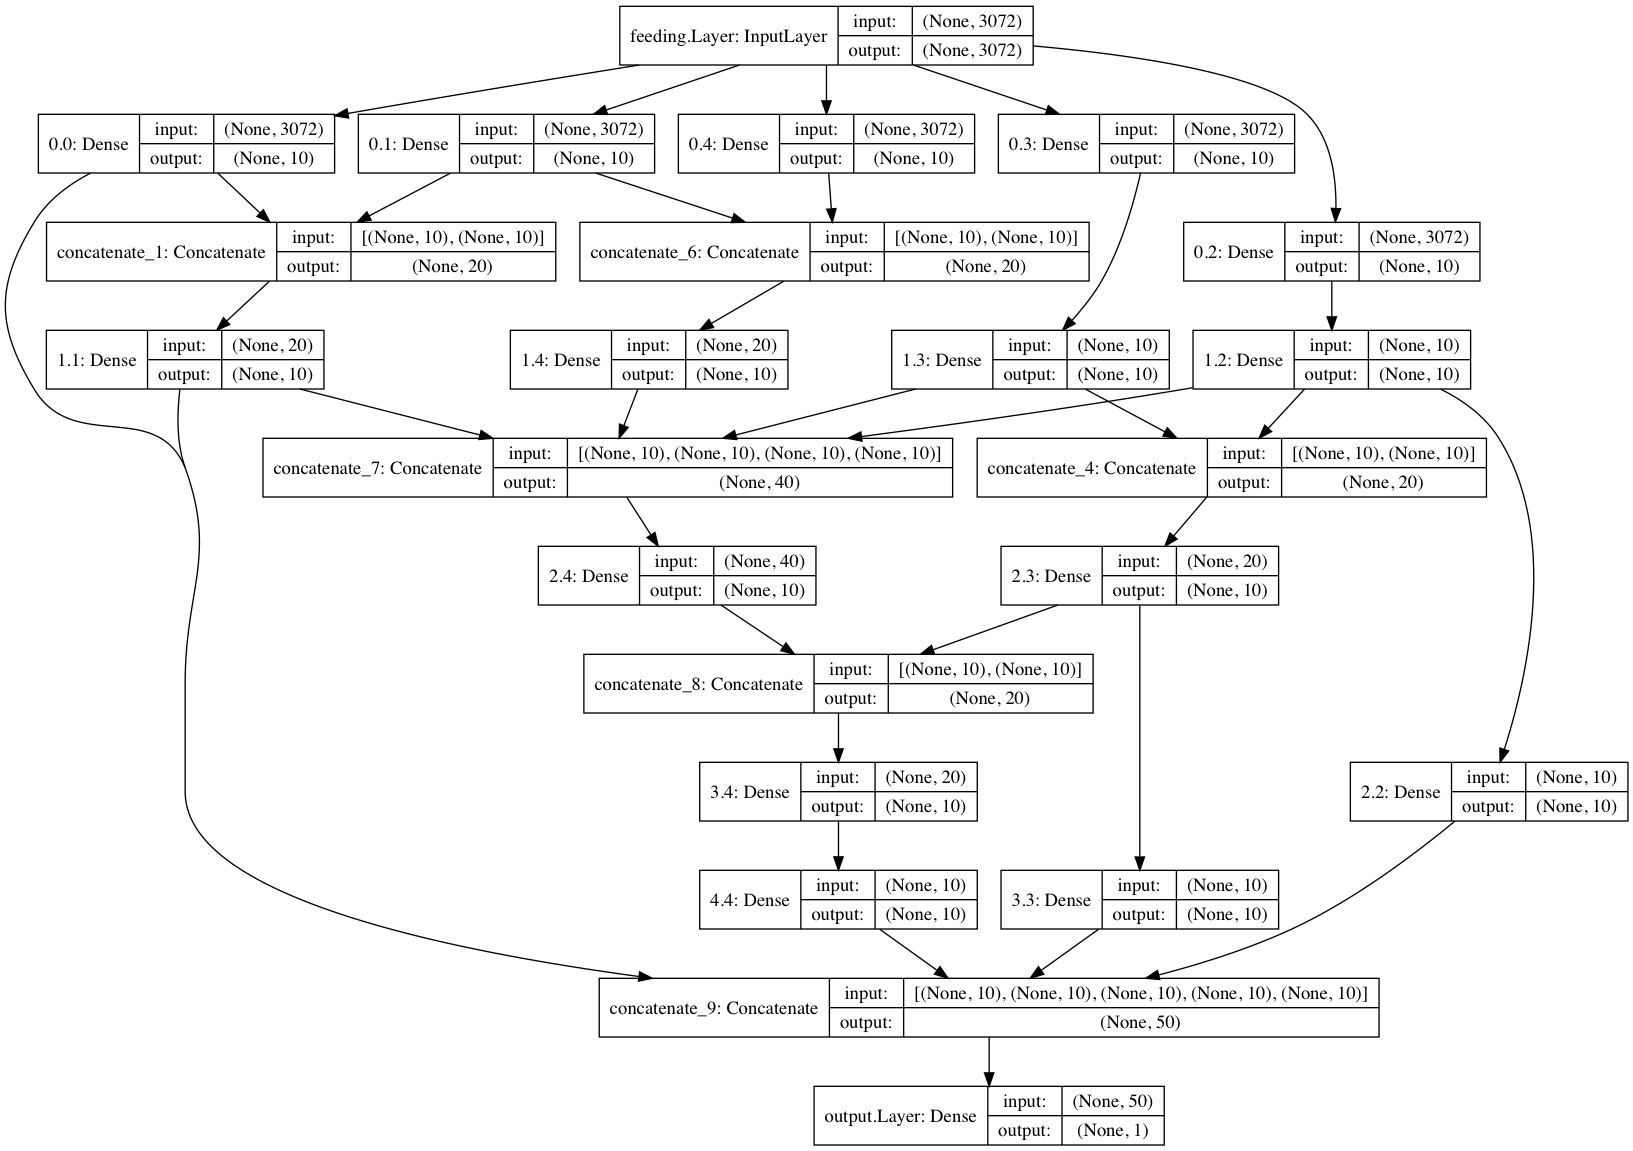 feeding.Layer: InputLayer
input: (None, 3072)
output: (None, 3072)
0.0: Dense
input: (None, 3072)
output: (None, 10)
0.1: Dense
input: (None, 3072)
output: (None, 10)
0.4: Dense
input: (None, 3072)
output: (None, 10)
0.3: Dense
input: (None, 3072)
output: (None, 10)
concatenate_1: Concatenate
input: [(None, 10), (None, 10)]
output: (None, 20)
concatenate_6: Concatenate
input: [(None, 10), (None, 10)]
output: (None, 20)
0.2: Dense
input: (None, 3072)
output: (None, 10)
1.1: Dense
input: (None, 20)
output: (None, 10)
1.4: Dense
input: (None, 20)
output: (None, 10)
1.3: Dense
input: (None, 10)
output: (None, 10)
1.2: Dense
input: (None, 10)
output: (None, 10)
concatenate_7: Concatenate
input: [(None, 10), (None, 10), (None, 10), (None, 10)]
output: (None, 40)
concatenate_4: Concatenate
input: [(None, 10), (None, 10)]
output: (None, 20)
2.4: Dense
input: (None, 40)
output: (None, 10)
2.3: Dense
input: (None, 20)
output: (None, 10)
concatenate_8: Concatenate
input: [(None, 10), (None, 10)]
output: (None, 20)
3.4: Dense
input: (None, 20)
output: (None, 10)
2.2: Dense
input: (None, 10)
output: (None, 10)
4.4: Dense
input: (None, 10)
output: (None, 10)
3.3: Dense
input: (None, 10)
output: (None, 10)
concatenate_9: Concatenate
input: [(None, 10), (None, 10), (None, 10), (None, 10), (None, 10)]
output: (None, 50)
output.Layer: Dense
input: (None, 50)
output: (None, 1)